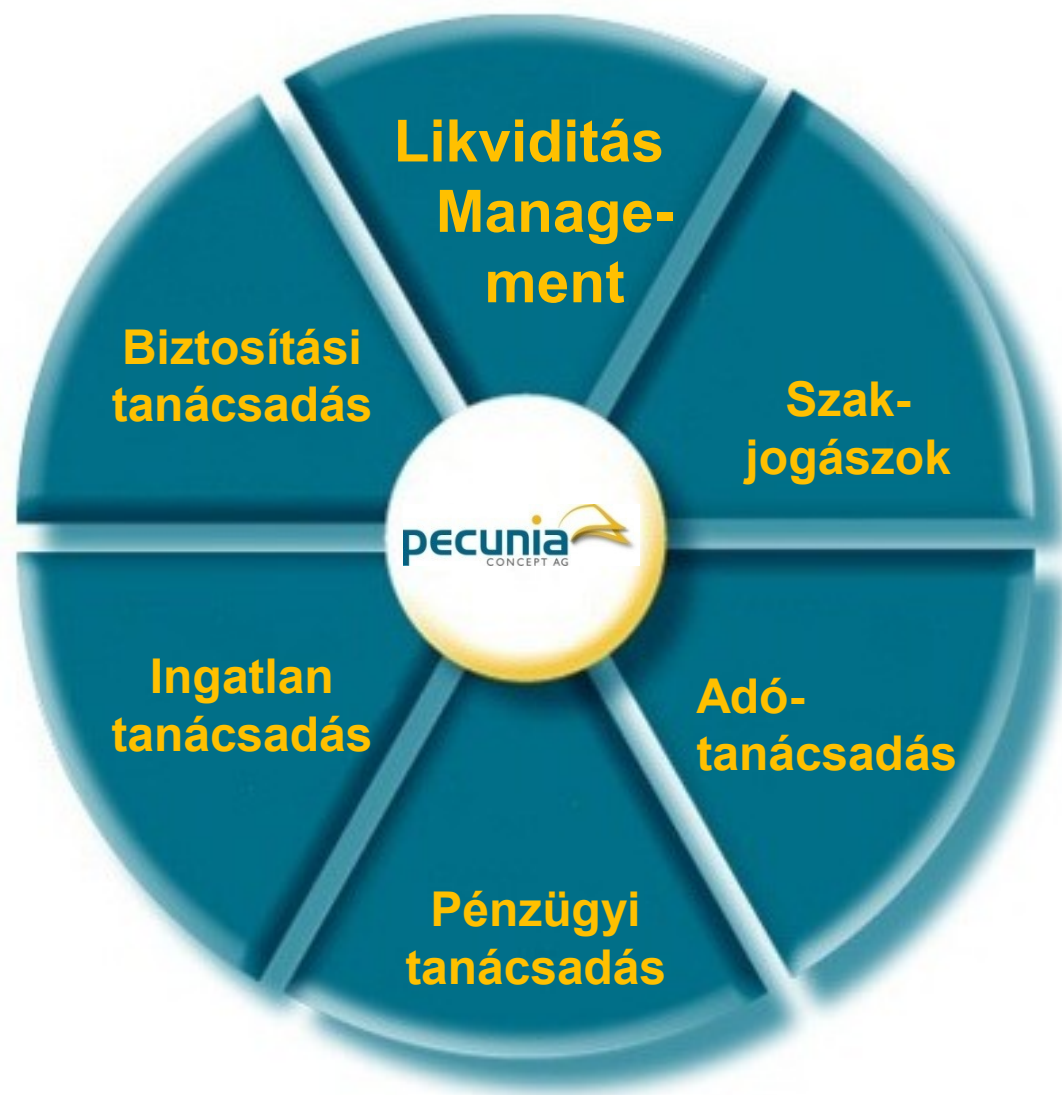 Likviditás
Manage-
ment
Biztosítási
tanácsadás
Szak-
jogászok
pecunia
CONCEPT AG
Ingatlan
tanácsadás
Adó-
tanácsadás
Pénzügyi
tanácsadás